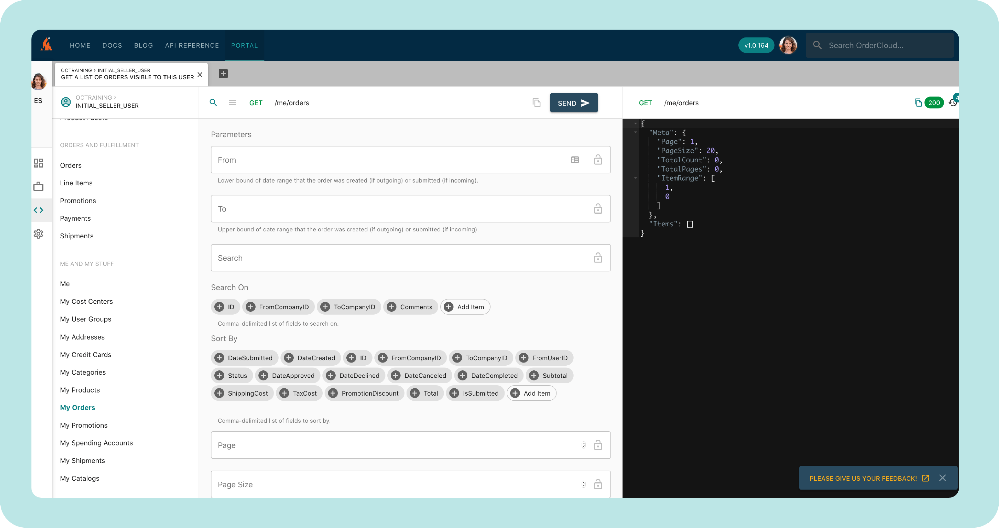 HOME DOCS BLOG API REFERENCE PORTAL v1.0.164 Search OrderCloud...
OCTRAINING > INITIAL_SELLER_USER
GET A LIST OF ORDERS VISIBLE TO THIS USER
ES
OCTRAINING >
INITIAL_SELLER_USER
Product Facets
ORDERS AND FULFILLMENT
Orders
Line Items
Promotions
Payments
Shipments
ME AND MY STUFF
Me
My Cost Centers
My User Groups
My Addresses
My Credit Cards
My Categories
My Products
My Orders
My Promotions
My Spending Accounts
My Shipments
My Catalogs
GET /me/orders SEND
Parameters
From
Lower bound of date range that the order was created (if outgoing) or submitted (if incoming).
To
Upper bound of date range that the order was created (if outgoing) or submitted (if incoming).
Search
Search On
ID FromCompanyID ToCompanyID Comments Add Item
Comma-delimited list of fields to search on.
Sort By
DateSubmitted DateCreated ID FromCompanyID ToCompanyID FromUserID
Status DateApproved DateDeclined DateCanceled DateCompleted Subtotal
ShippingCost TaxCost PromotionDiscount Total IsSubmitted Add Item
Comma-delimited list of fields to sort by.
Page
Page Size
GET /me/orders 200 4
{
"Meta": {
"Page": 1,
"PageSize": 20,
"TotalCount": 0,
"TotalPages": 0,
"ItemRange": [
1,
0
]
},
"Items": []
}
PLEASE GIVE US YOUR FEEDBACK!